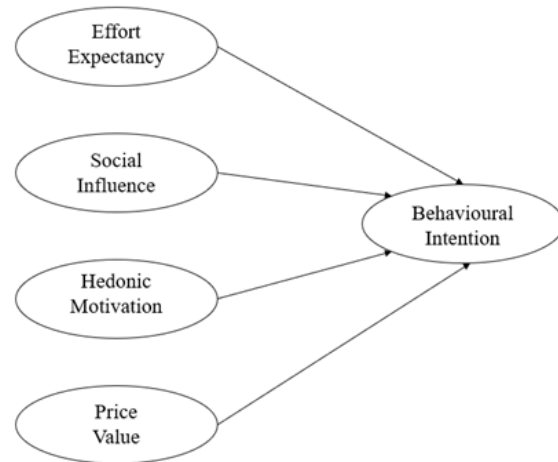 Effort
Expectancy
Social
Influence
Behavioural
Intention
Hedonic
Motivation
Price
Value